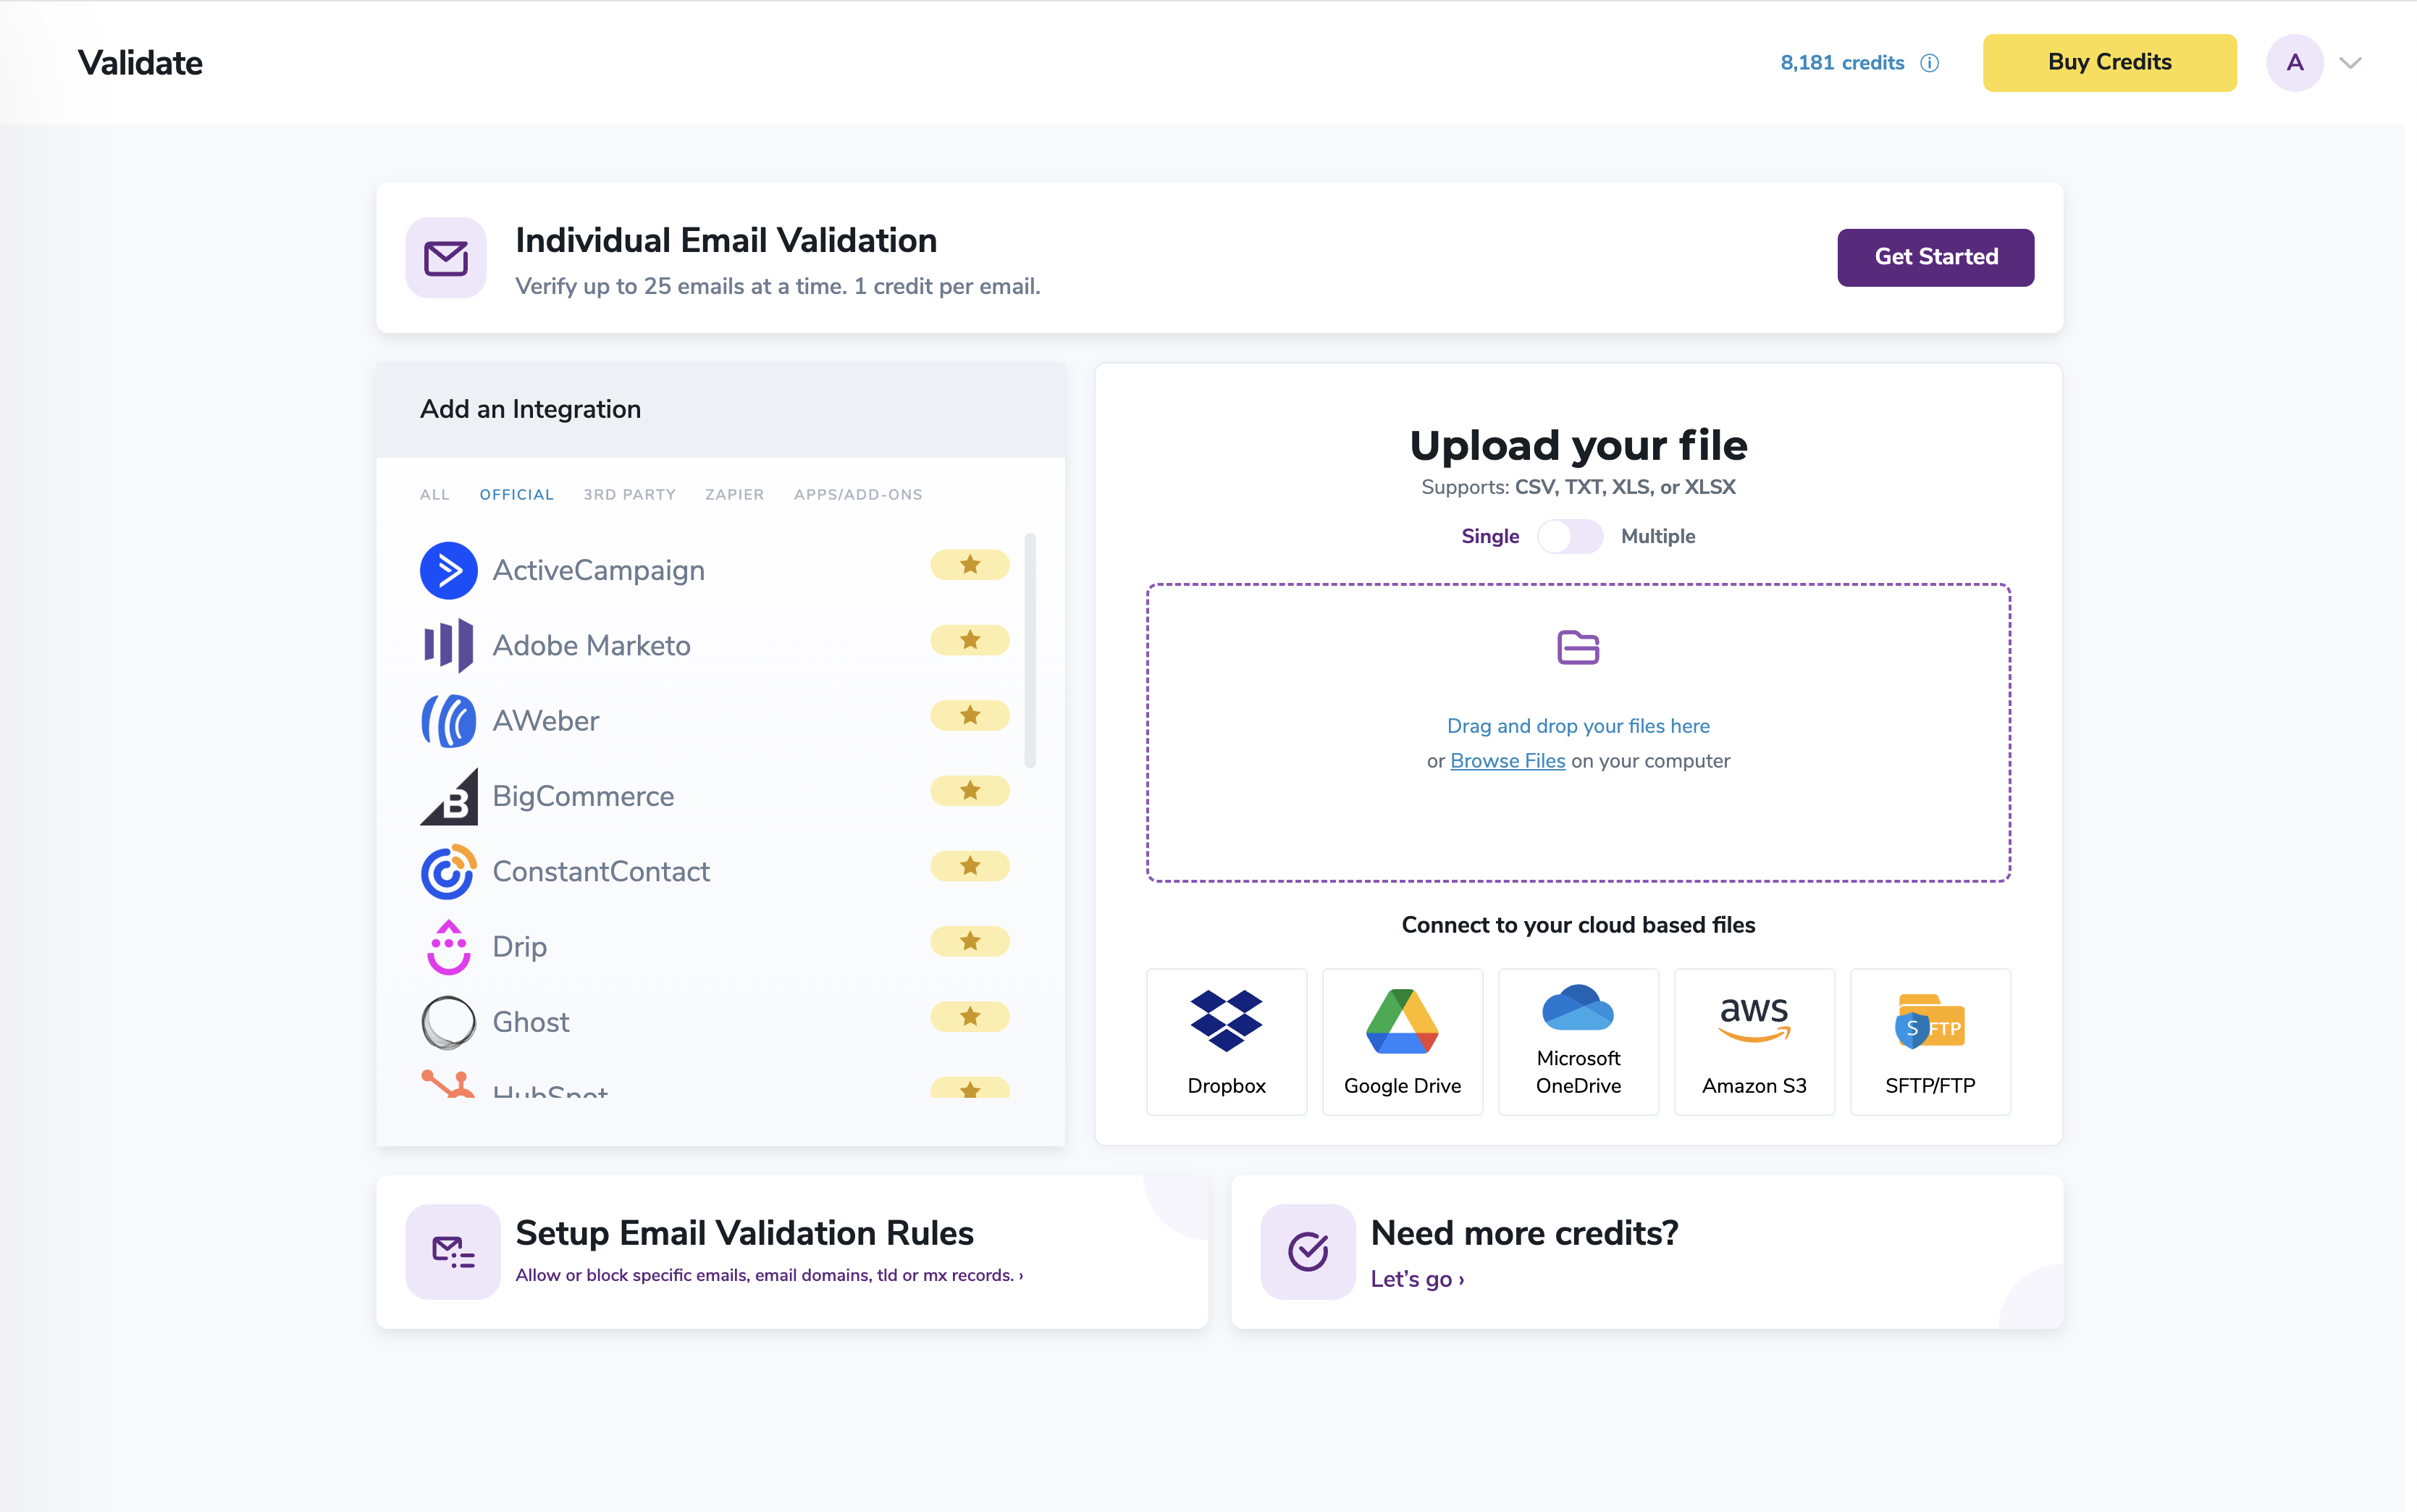 Validate
8,181 credits
Buy Credits
A
Individual Email Validation
Verify up to 25 emails at a time. 1 credit per email.
Get Started
Add an Integration
ALL OFFICIAL 3RD PARTY ZAPIER APPS/ADD-ONS
ActiveCampaign
Adobe Marketo
AWeber
BigCommerce
ConstantContact
Drip
Ghost
HubSpot
Upload your file
Supports: CSV, TXT, XLS, or XLSX
Single Multiple
Drag and drop your files here
or Browse Files on your computer
Connect to your cloud based files
Dropbox
Google Drive
Microsoft
OneDrive
aws
Amazon S3
S FTP
SFTP/FTP
Setup Email Validation Rules
Allow or block specific emails, email domains, tld or mx records. ›
Need more credits?
Let’s go ›